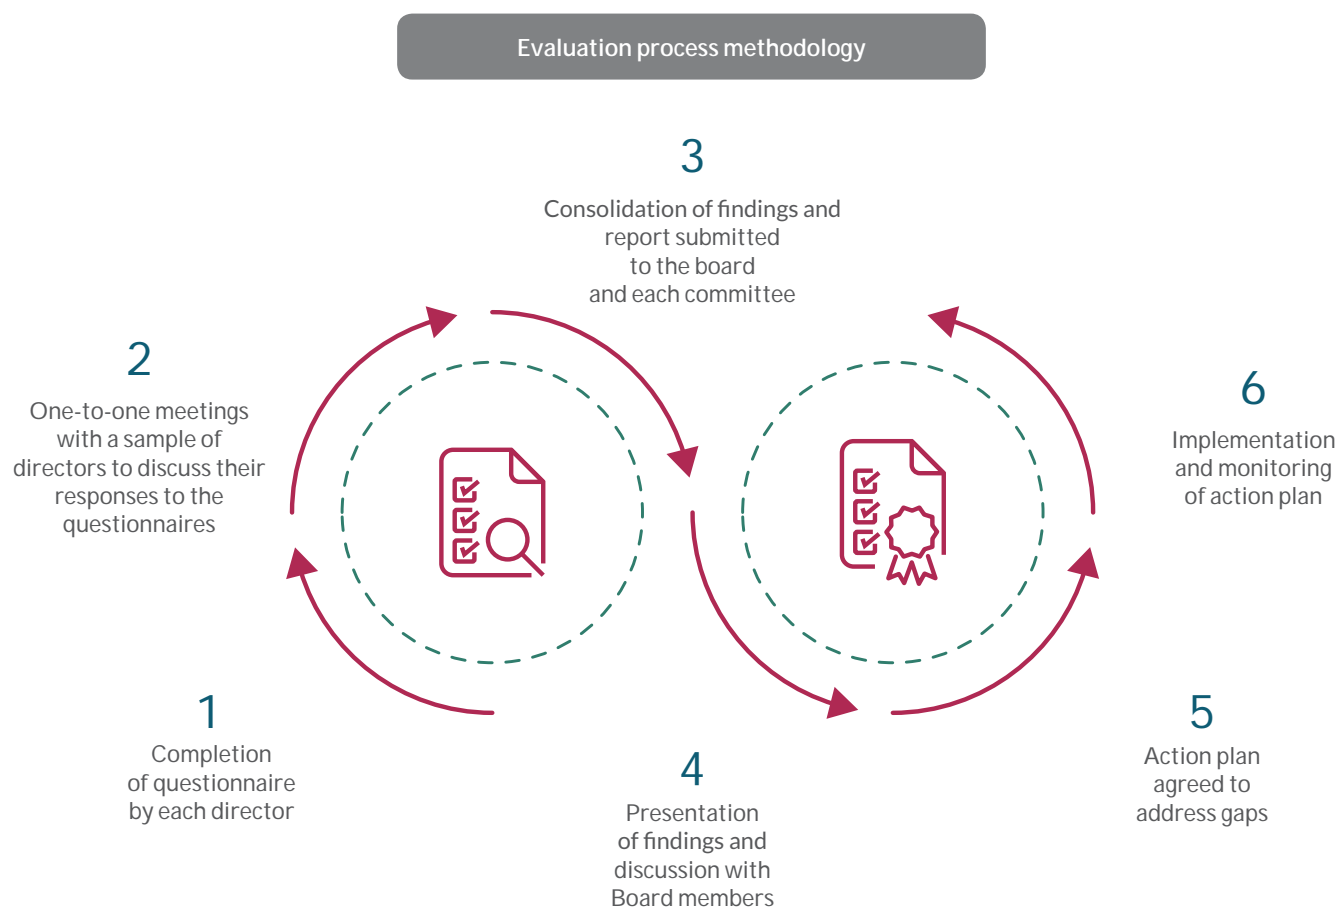 Evaluation process methodology
1
Completion
of questionnaire
by each director
2
One-to-one meetings
with a sample of
directors to discuss their
responses to the
questionnaires
3
Consolidation of findings and
report submitted
to the board
and each committee
4
Presentation
of findings and
discussion with
Board members
5
Action plan
agreed to
address gaps
6
Implementation
and monitoring
of action plan